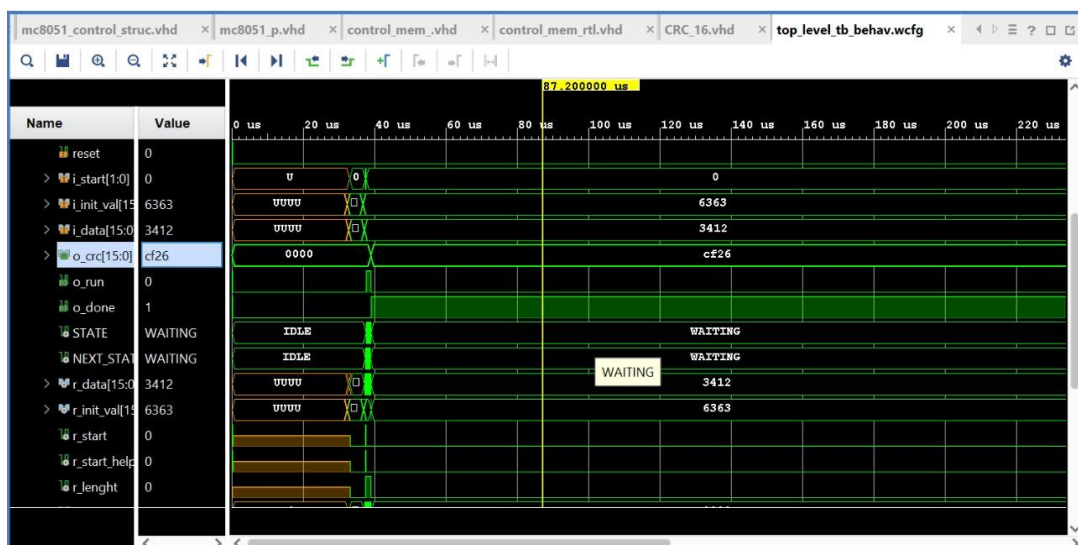 mc8051_control_struc.vhd × mc8051_p.vhd × control_mem_.vhd × control_mem_rtl.vhd × CRC_16.vhd × top_level_tb_behav.wcfg ×
87.200000 us
Name Value 0 us 20 us 40 us 60 us 80 us 100 us 120 us 140 us 160 us 180 us 200 us 220 us
reset 0
i_start[1:0] 0 U 0 0
i_init_val[15 6363 UUUU 6363
i_data[15:0 3412 UUUU 3412
o_crc[15:0] cf26 0000 cf26
o_run 0
o_done 1
STATE WAITING IDLE WAITING
NEXT_STAT WAITING IDLE WAITING
WAITING
r_data[15:0 3412 UUUU 3412
r_init_val[15 6363 UUUU 6363
r_start 0
r_start_help 0
r_lenght 0